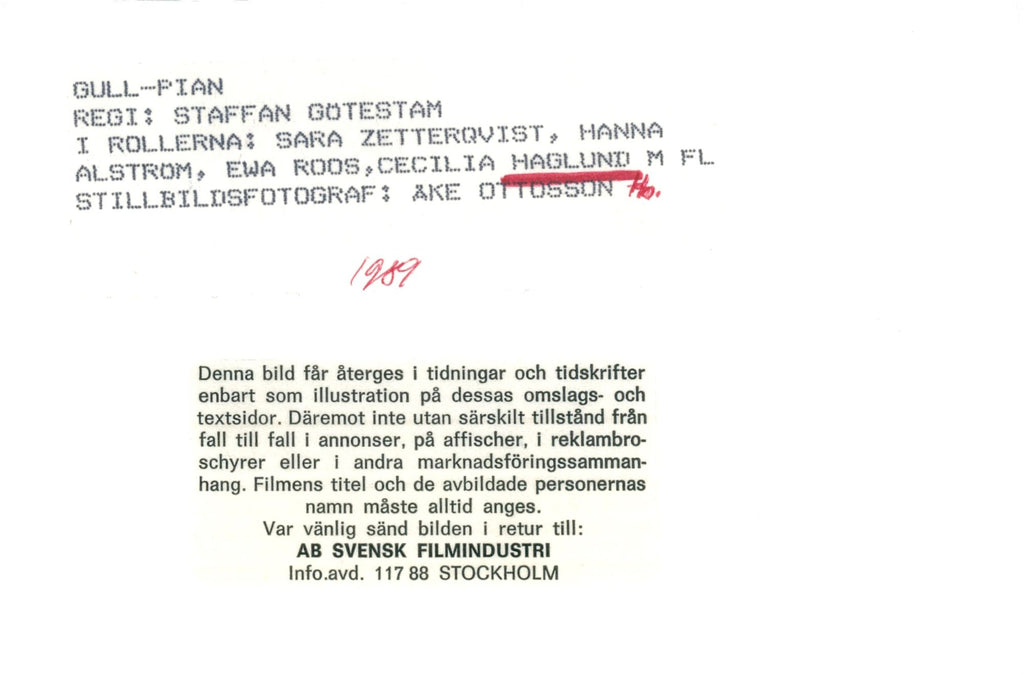 GULL-PIAN
REGI: STAFFAN GÖTESTAM
I ROLLERNA: SARA ZETTERQVIST, HANNA
ALSTRÖM, EWA ROOS,CECILIA HAGLUND M FL
STILLBILDSFOTOGRAF: ÅKE OTTOSSON
1989
Denna bild får återges i tidningar och tidskrifter
enbart som illustration på dessas omslags- och
textsidor. Däremot inte utan särskilt tillstånd från
fall till fall i annonser, på affischer, i reklambro-
schyrer eller i andra marknadsföringssamman-
hang. Filmens titel och de avbildade personernas
namn måste alltid anges.
Var vänlig sänd bilden i retur till:
AB SVENSK FILMINDUSTRI
Info.avd. 117 88 STOCKHOLM